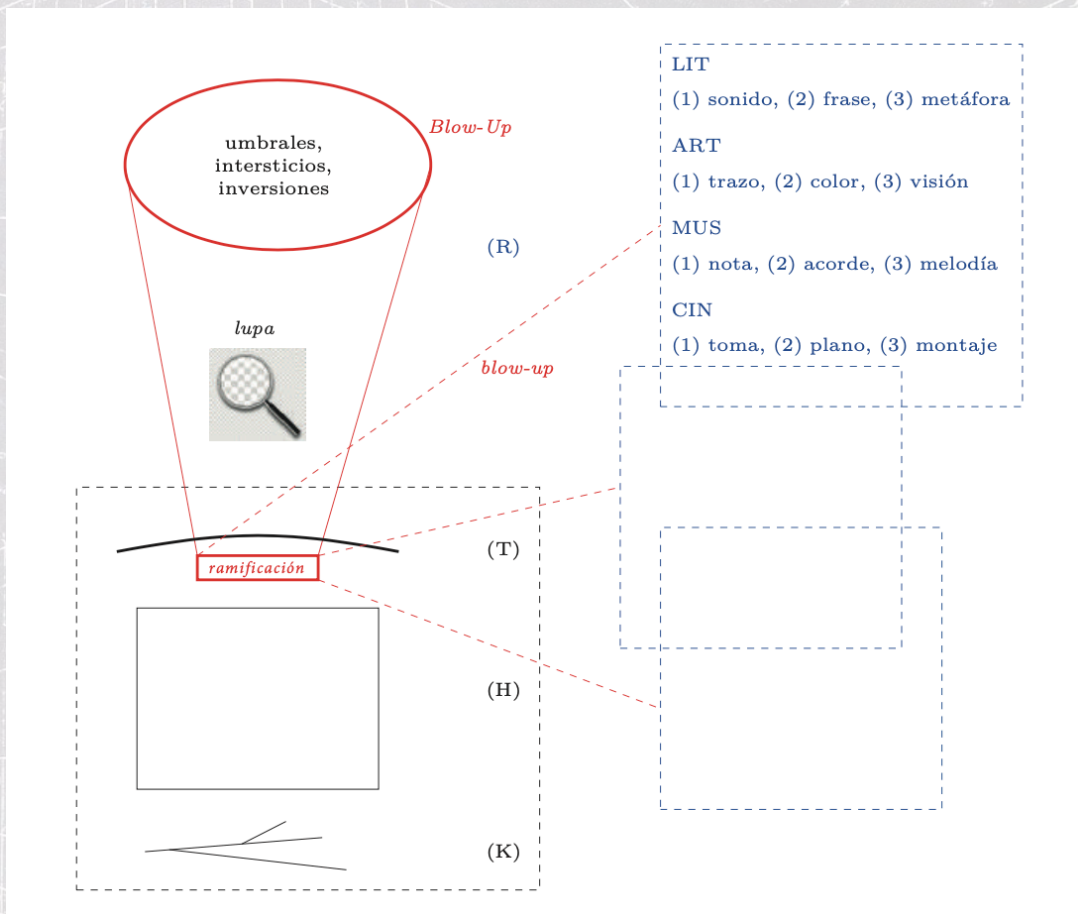 umbrales,
intersticios,
inversiones
Blow-Up
(R)
lupa
blow-up
(T)
ramificación
(H)
(K)
LIT
(1) sonido, (2) frase, (3) metáfora
ART
(1) trazo, (2) color, (3) visión
MUS
(1) nota, (2) acorde, (3) melodía
CIN
(1) toma, (2) plano, (3) montaje